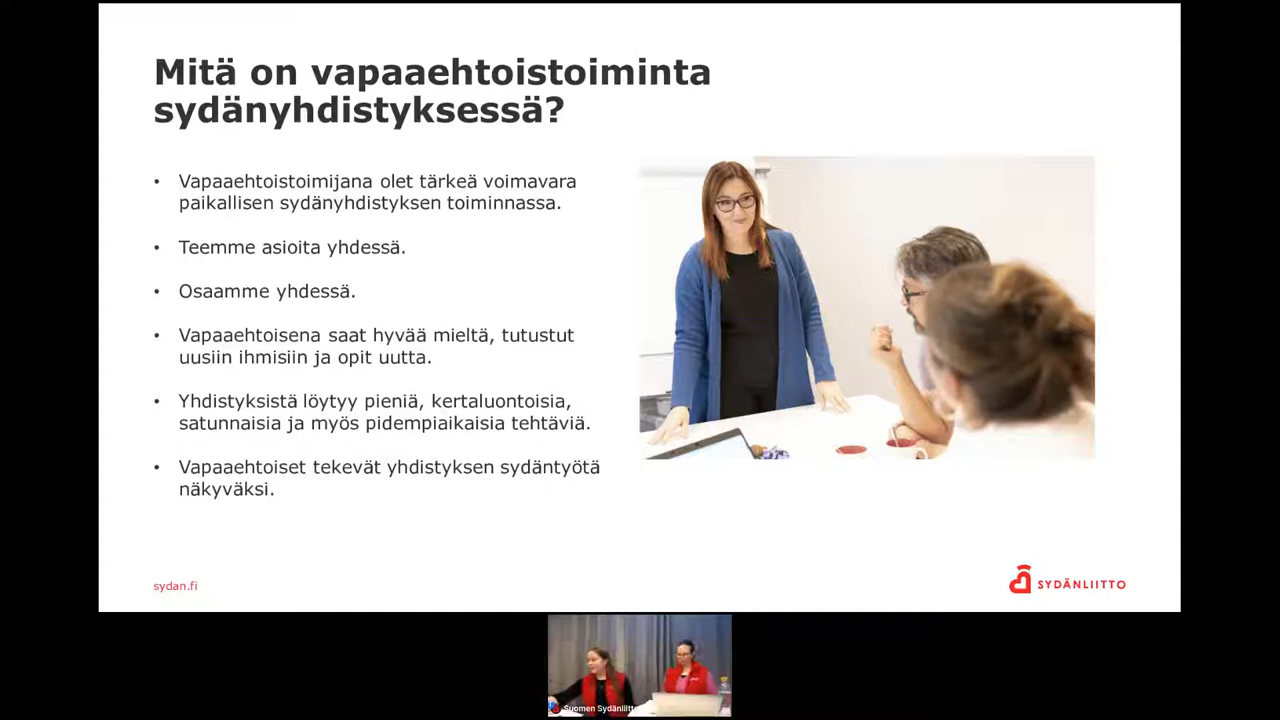 Mitä on vapaaehtoistoiminta
sydänyhdistyksessä?
• Vapaaehtoistoimijana olet tärkeä voimavara
paikallisen sydänyhdistyksen toiminnassa.
• Teemme asioita yhdessä.
• Osaamme yhdessä.
• Vapaaehtoisena saat hyvää mieltä, tutustut
uusiin ihmisiin ja opit uutta.
• Yhdistyksistä löytyy pieniä, kertaluontoisia,
satunnaisia ja myös pidempiaikaisia tehtäviä.
• Vapaaehtoiset tekevät yhdistyksen sydäntyötä
näkyväksi.
sydan.fi
SYDÄNLIITTO
Suomen Sydänliitto